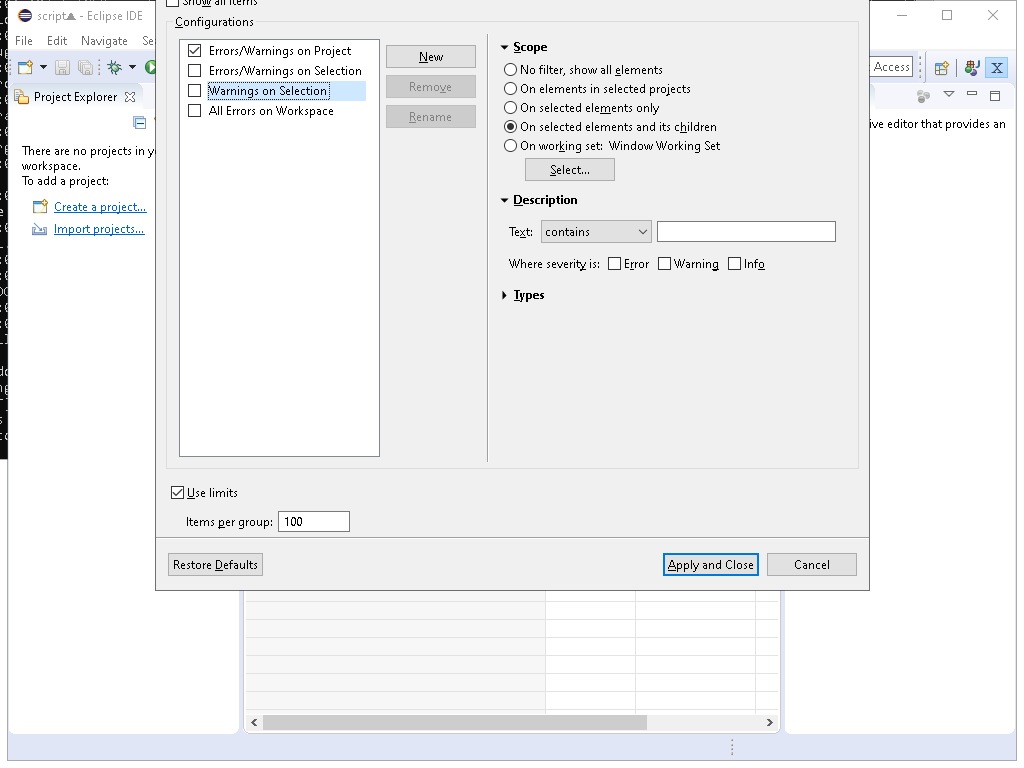 Show all items
script - Eclipse IDE
File Edit Navigate Se
Configurations
Errors/Warnings on Project
Errors/Warnings on Selection
Warnings on Selection
All Errors on Workspace
New
Remove
Rename
Scope
No filter, show all elements
On elements in selected projects
On selected elements only
On selected elements and its children
On working set: Window Working Set
Select...
Description
Text: contains
Where severity is: Error Warning Info
Types
Access
Project Explorer
There are no projects in y
workspace.
To add a project:
Create a project...
Import projects...
ive editor that provides an
Use limits
Items per group: 100
Restore Defaults
Apply and Close
Cancel